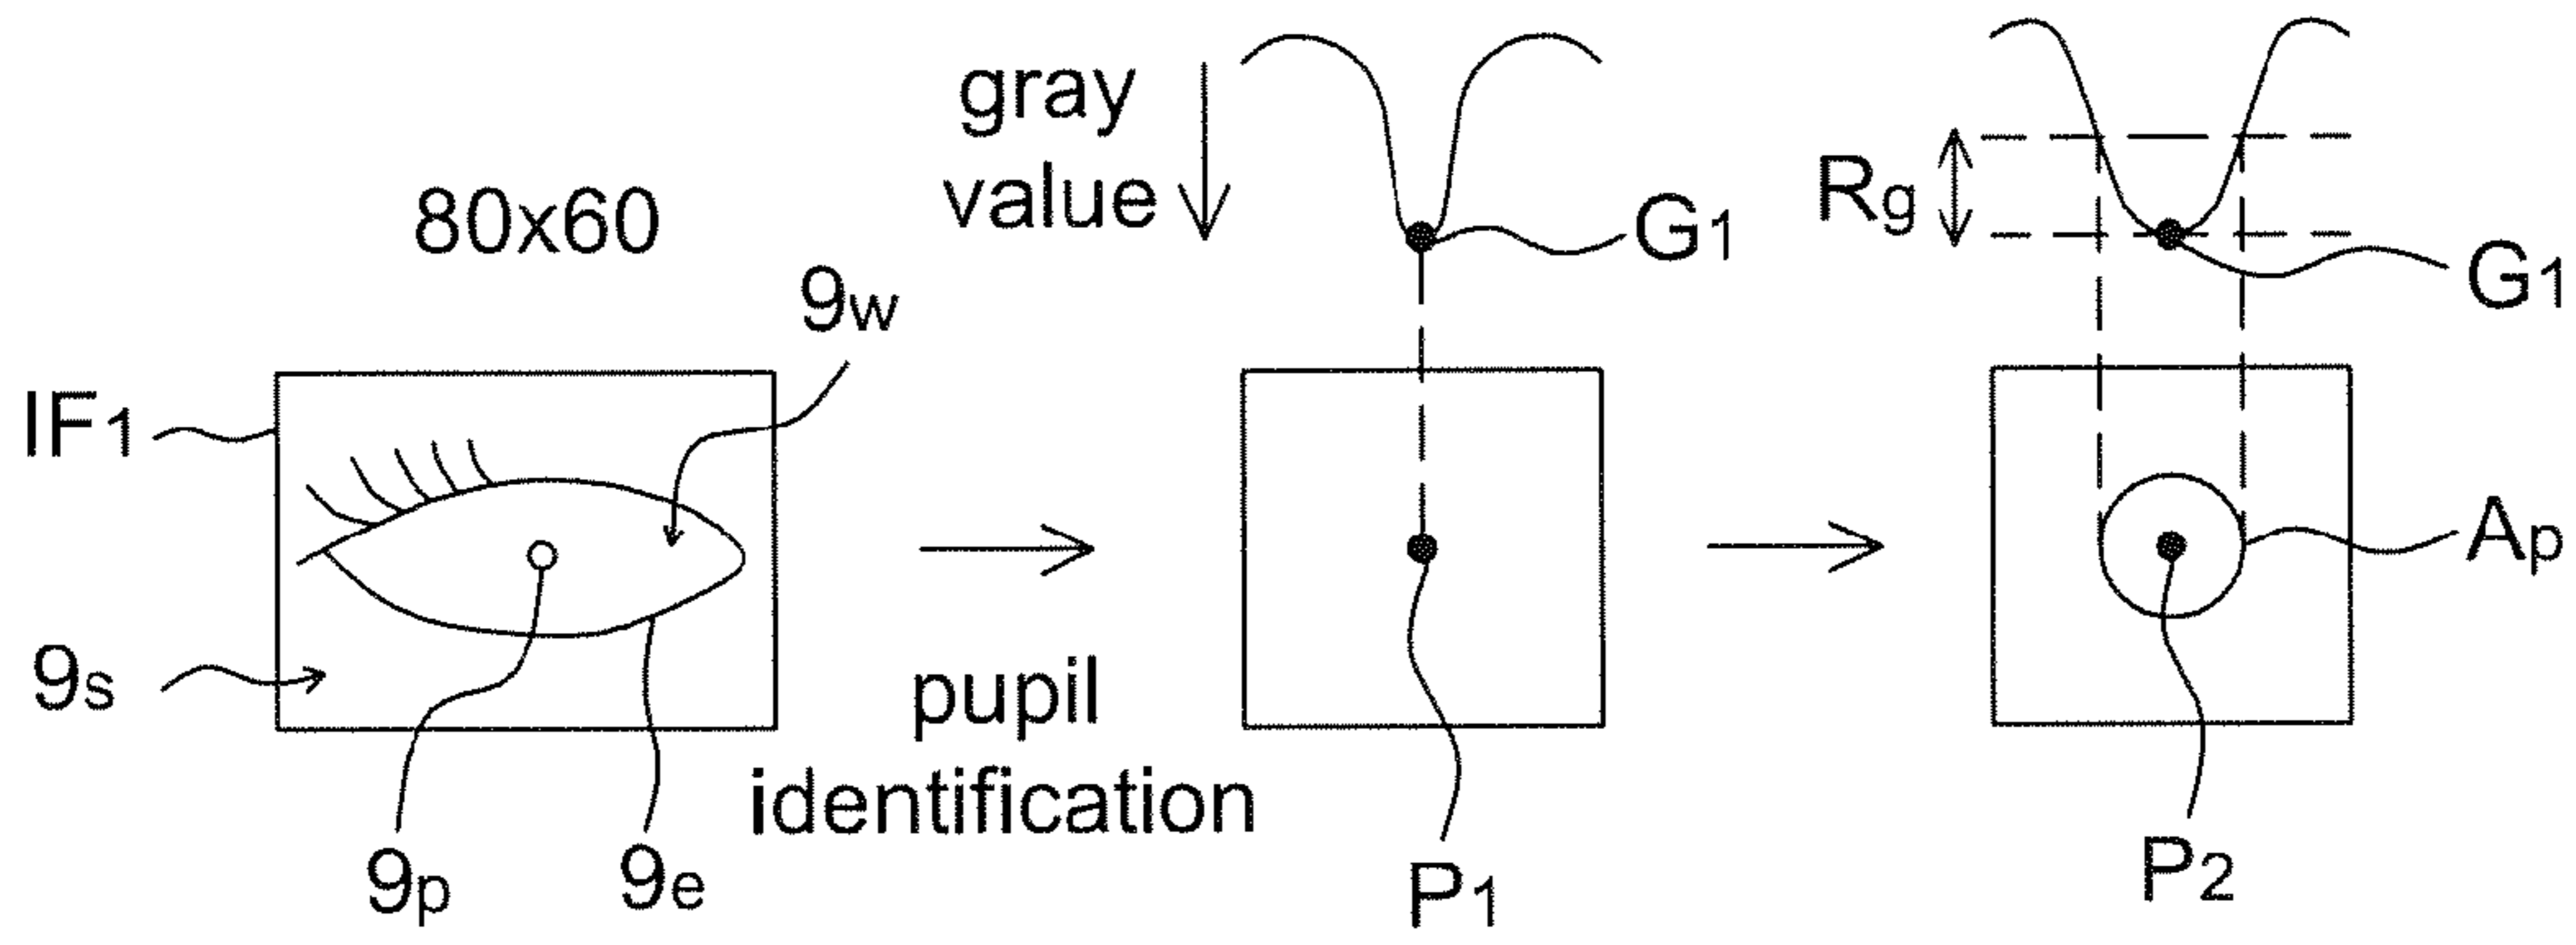 80x60
IF1
9w
9s
9p
9e
pupil
identification
gray
value
G1
P1
Rg
G1
Ap
P2